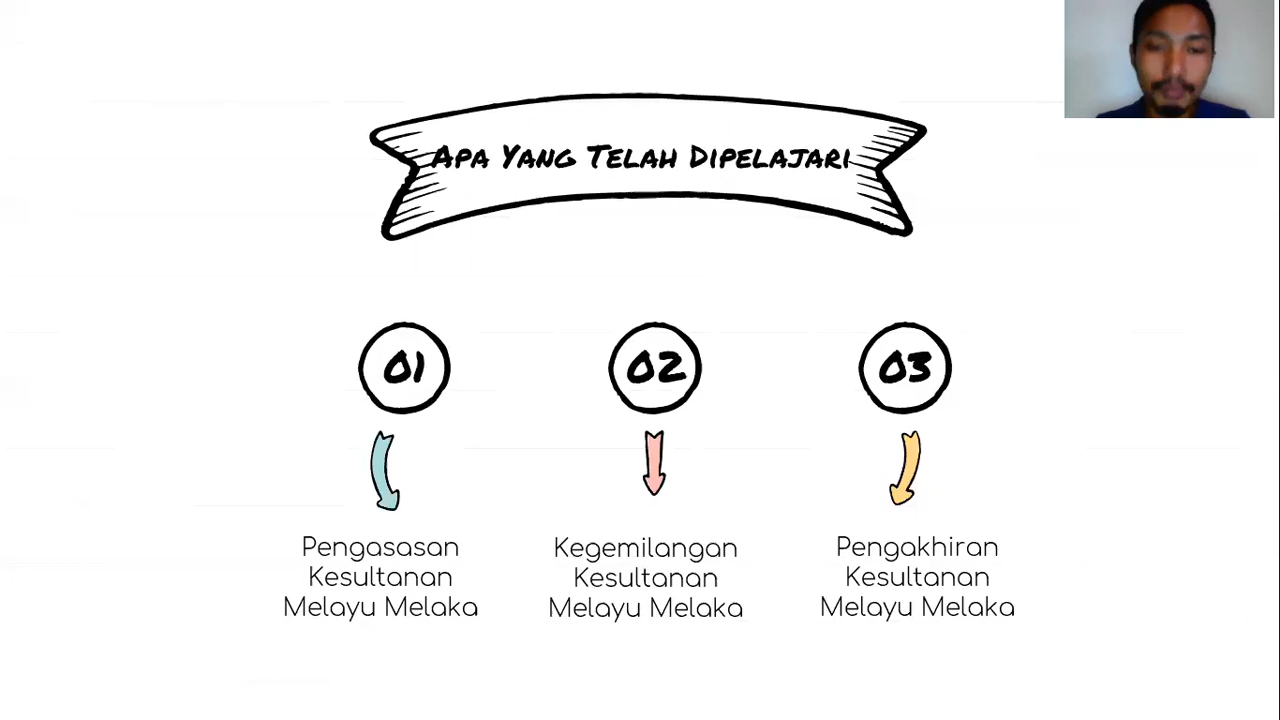 Apa Yang Telah Dipelajari
01
02
03
Pengasasan
Kesultanan
Melayu Melaka
Kegemilangan
Kesultanan
Melayu Melaka
Pengakhiran
Kesultanan
Melayu Melaka